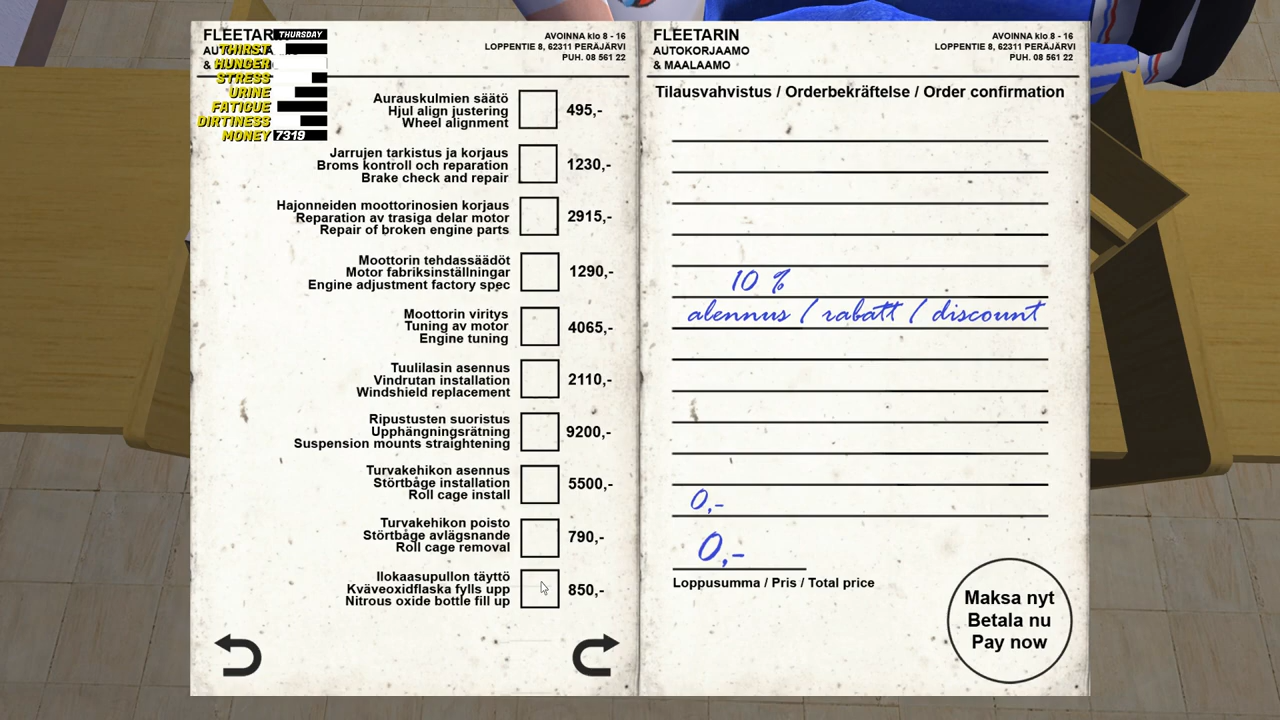 FLEETAR
AU
&
THURSDAY
THIRST
HUNGER
STRESS
URINE
FATIGUE
DIRTINESS
MONEY 7319
AVOINNA klo 8 - 16
LOPPENTIE 8, 62311 PERÄJÄRVI
PUH. 08 561 22
Aurauskulmien säätö
Hjul align justering
Wheel alignment
495,-
Jarrujen tarkistus ja korjaus
Broms kontroll och reparation
Brake check and repair
1230,-
Hajonneiden moottorinosien korjaus
Reparation av trasiga delar motor
Repair of broken engine parts
2915,-
Moottorin tehdassäädöt
Motor fabriksinställningar
Engine adjustment factory spec
1290,-
Moottorin viritys
Tuning av motor
Engine tuning
4065,-
Tuulilasin asennus
Vindrutan installation
Windshield replacement
2110,-
Ripustusten suoristus
Upphängningsrätning
Suspension mounts straightening
9200,-
Turvakehikon asennus
Störtbåge installation
Roll cage install
5500,-
Turvakehikon poisto
Störtbåge avlägsnande
Roll cage removal
790,-
Ilokaasupullon täyttö
Kväveoxidflaska fylls upp
Nitrous oxide bottle fill up
850,-
FLEETARIN
AUTOKORJAAMO
& MAALAAMO
AVOINNA klo 8 - 16
LOPPENTIE 8, 62311 PERÄJÄRVI
PUH. 08 561 22
Tilausvahvistus / Orderbekräftelse / Order confirmation
10 %
alennus / rabatt / discount
0,-
0,-
Loppusumma / Pris / Total price
Maksa nyt
Betala nu
Pay now